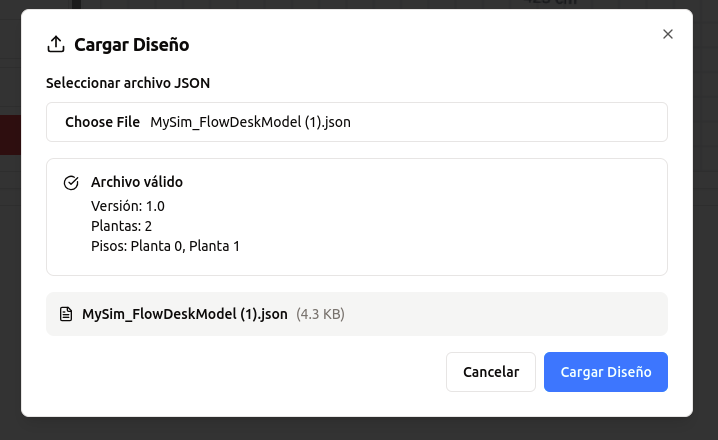 Cargar Diseño
Seleccionar archivo JSON
Choose File MySim_FlowDeskModel (1).json
Archivo válido
Versión: 1.0
Plantas: 2
Pisos: Planta 0, Planta 1
MySim_FlowDeskModel (1).json (4.3 KB)
Cancelar Cargar Diseño